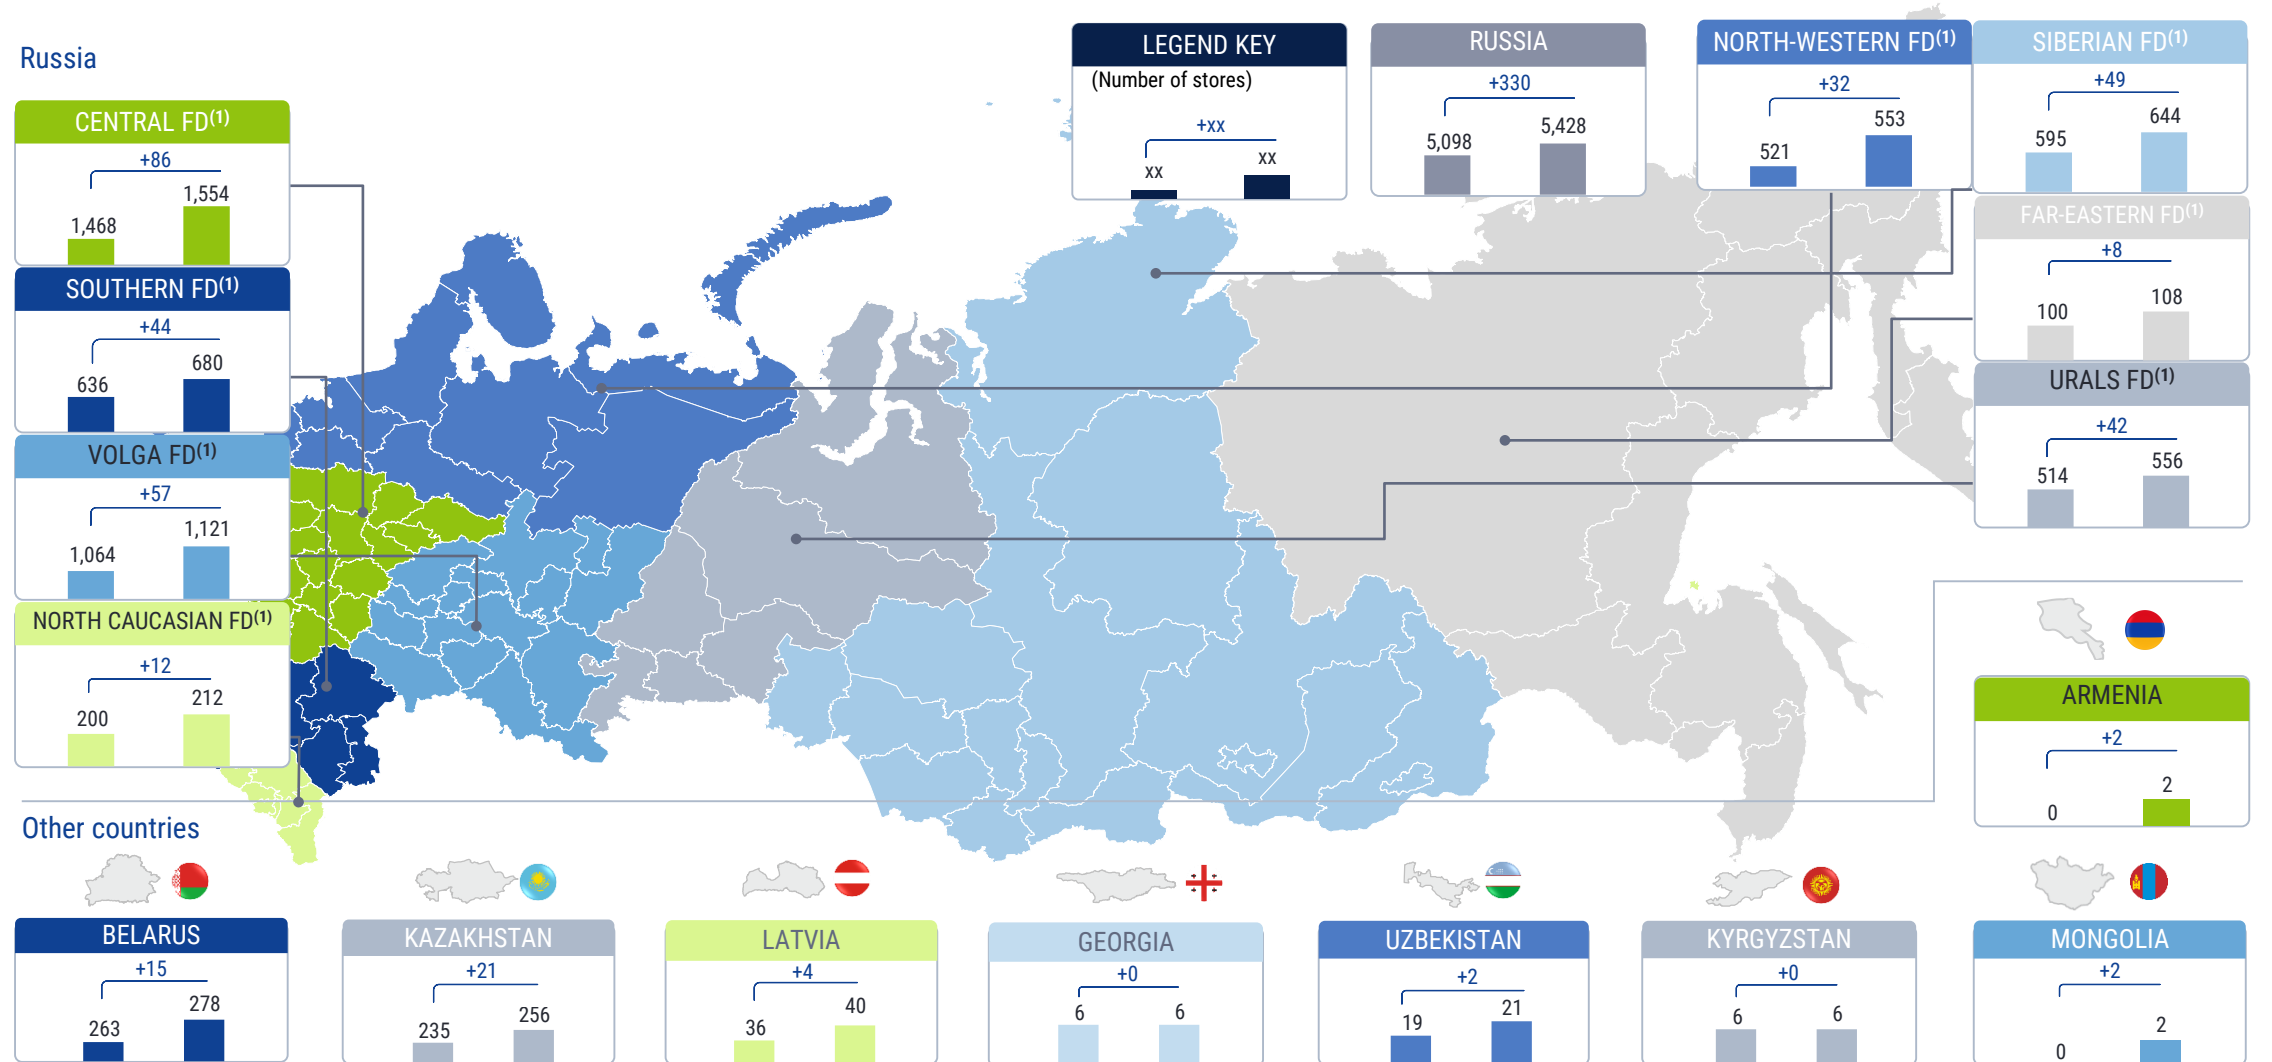 Russia
CENTRAL FD(1)
+86
1,468
1,554
SOUTHERN FD(1)
+44
636
680
VOLGA FD(1)
+57
1,064
1,121
NORTH CAUCASIAN FD(1)
+12
200
212
LEGEND KEY
(Number of stores)
+xx
xx
xx
RUSSIA
+330
5,098
5,428
NORTH-WESTERN FD(1)
+32
521
553
SIBERIAN FD(1)
+49
595
644
FAR-EASTERN FD(1)
+8
100
108
URALS FD(1)
+42
514
556
ARMENIA
+2
0
2
Other countries
BELARUS
+15
263
278
KAZAKHSTAN
+21
235
256
LATVIA
+4
36
40
GEORGIA
+0
6
6
UZBEKISTAN
+2
19
21
KYRGYZSTAN
+0
6
6
MONGOLIA
+2
0
2